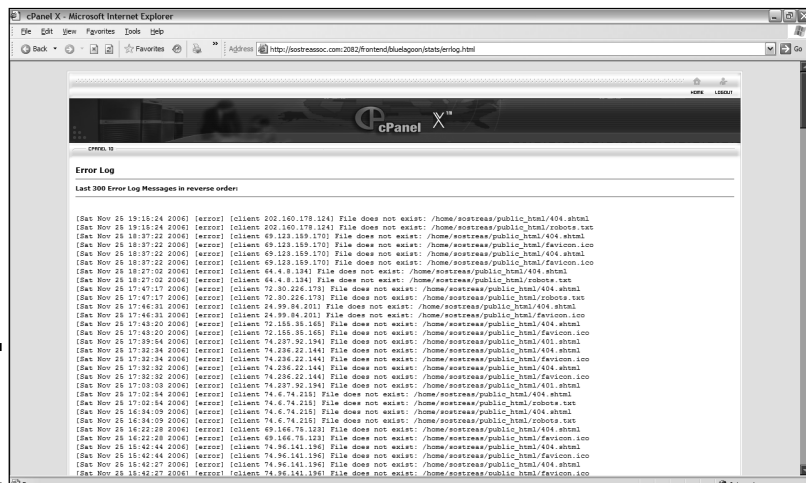 cPanel X - Microsoft Internet Explorer
File Edit View Favorites Tools Help
Back Favorites Address http://sostreassoc.com:2082/frontend/bluelagoon/stats/errlog.html Go
HOME LOGOUT
cPanel X
CPANEL 10
Error Log
Last 300 Error Log Messages in reverse order:
[Sat Nov 25 19:15:24 2006] [error] [client 202.160.178.124] File does not exist: /home/sostreas/public_html/404.shtml
[Sat Nov 25 19:15:24 2006] [error] [client 202.160.178.124] File does not exist: /home/sostreas/public_html/robots.txt
[Sat Nov 25 18:37:22 2006] [error] [client 69.123.159.170] File does not exist: /home/sostreas/public_html/404.shtml
[Sat Nov 25 18:37:22 2006] [error] [client 69.123.159.170] File does not exist: /home/sostreas/public_html/favicon.ico
[Sat Nov 25 18:37:22 2006] [error] [client 69.123.159.170] File does not exist: /home/sostreas/public_html/404.shtml
[Sat Nov 25 18:37:22 2006] [error] [client 69.123.159.170] File does not exist: /home/sostreas/public_html/favicon.ico
[Sat Nov 25 18:27:02 2006] [error] [client 64.4.8.134] File does not exist: /home/sostreas/public_html/404.shtml
[Sat Nov 25 18:27:02 2006] [error] [client 64.4.8.134] File does not exist: /home/sostreas/public_html/robots.txt
[Sat Nov 25 17:47:17 2006] [error] [client 72.30.226.173] File does not exist: /home/sostreas/public_html/404.shtml
[Sat Nov 25 17:47:17 2006] [error] [client 72.30.226.173] File does not exist: /home/sostreas/public_html/robots.txt
[Sat Nov 25 17:46:31 2006] [error] [client 24.99.84.201] File does not exist: /home/sostreas/public_html/404.shtml
[Sat Nov 25 17:46:31 2006] [error] [client 24.99.84.201] File does not exist: /home/sostreas/public_html/favicon.ico
[Sat Nov 25 17:43:20 2006] [error] [client 72.155.35.165] File does not exist: /home/sostreas/public_html/404.shtml
[Sat Nov 25 17:43:20 2006] [error] [client 72.155.35.165] File does not exist: /home/sostreas/public_html/favicon.ico
[Sat Nov 25 17:39:54 2006] [error] [client 74.237.92.194] File does not exist: /home/sostreas/public_html/401.shtml
[Sat Nov 25 17:32:34 2006] [error] [client 74.236.22.144] File does not exist: /home/sostreas/public_html/404.shtml
[Sat Nov 25 17:32:34 2006] [error] [client 74.236.22.144] File does not exist: /home/sostreas/public_html/favicon.ico
[Sat Nov 25 17:32:32 2006] [error] [client 74.236.22.144] File does not exist: /home/sostreas/public_html/404.shtml
[Sat Nov 25 17:32:32 2006] [error] [client 74.236.22.144] File does not exist: /home/sostreas/public_html/favicon.ico
[Sat Nov 25 17:03:03 2006] [error] [client 74.237.92.194] File does not exist: /home/sostreas/public_html/401.shtml
[Sat Nov 25 17:02:54 2006] [error] [client 74.6.74.215] File does not exist: /home/sostreas/public_html/404.shtml
[Sat Nov 25 17:02:54 2006] [error] [client 74.6.74.215] File does not exist: /home/sostreas/public_html/robots.txt
[Sat Nov 25 16:34:09 2006] [error] [client 74.6.74.215] File does not exist: /home/sostreas/public_html/404.shtml
[Sat Nov 25 16:34:09 2006] [error] [client 74.6.74.215] File does not exist: /home/sostreas/public_html/robots.txt
[Sat Nov 25 16:22:28 2006] [error] [client 69.166.75.123] File does not exist: /home/sostreas/public_html/404.shtml
[Sat Nov 25 16:22:28 2006] [error] [client 69.166.75.123] File does not exist: /home/sostreas/public_html/favicon.ico
[Sat Nov 25 15:42:44 2006] [error] [client 74.96.141.196] File does not exist: /home/sostreas/public_html/404.shtml
[Sat Nov 25 15:42:44 2006] [error] [client 74.96.141.196] File does not exist: /home/sostreas/public_html/favicon.ico
[Sat Nov 25 15:42:27 2006] [error] [client 74.96.141.196] File does not exist: /home/sostreas/public_html/404.shtml
[Sat Nov 25 15:42:27 2006] [error] [client 74.96.141.196] File does not exist: /home/sostreas/public_html/favicon.ico